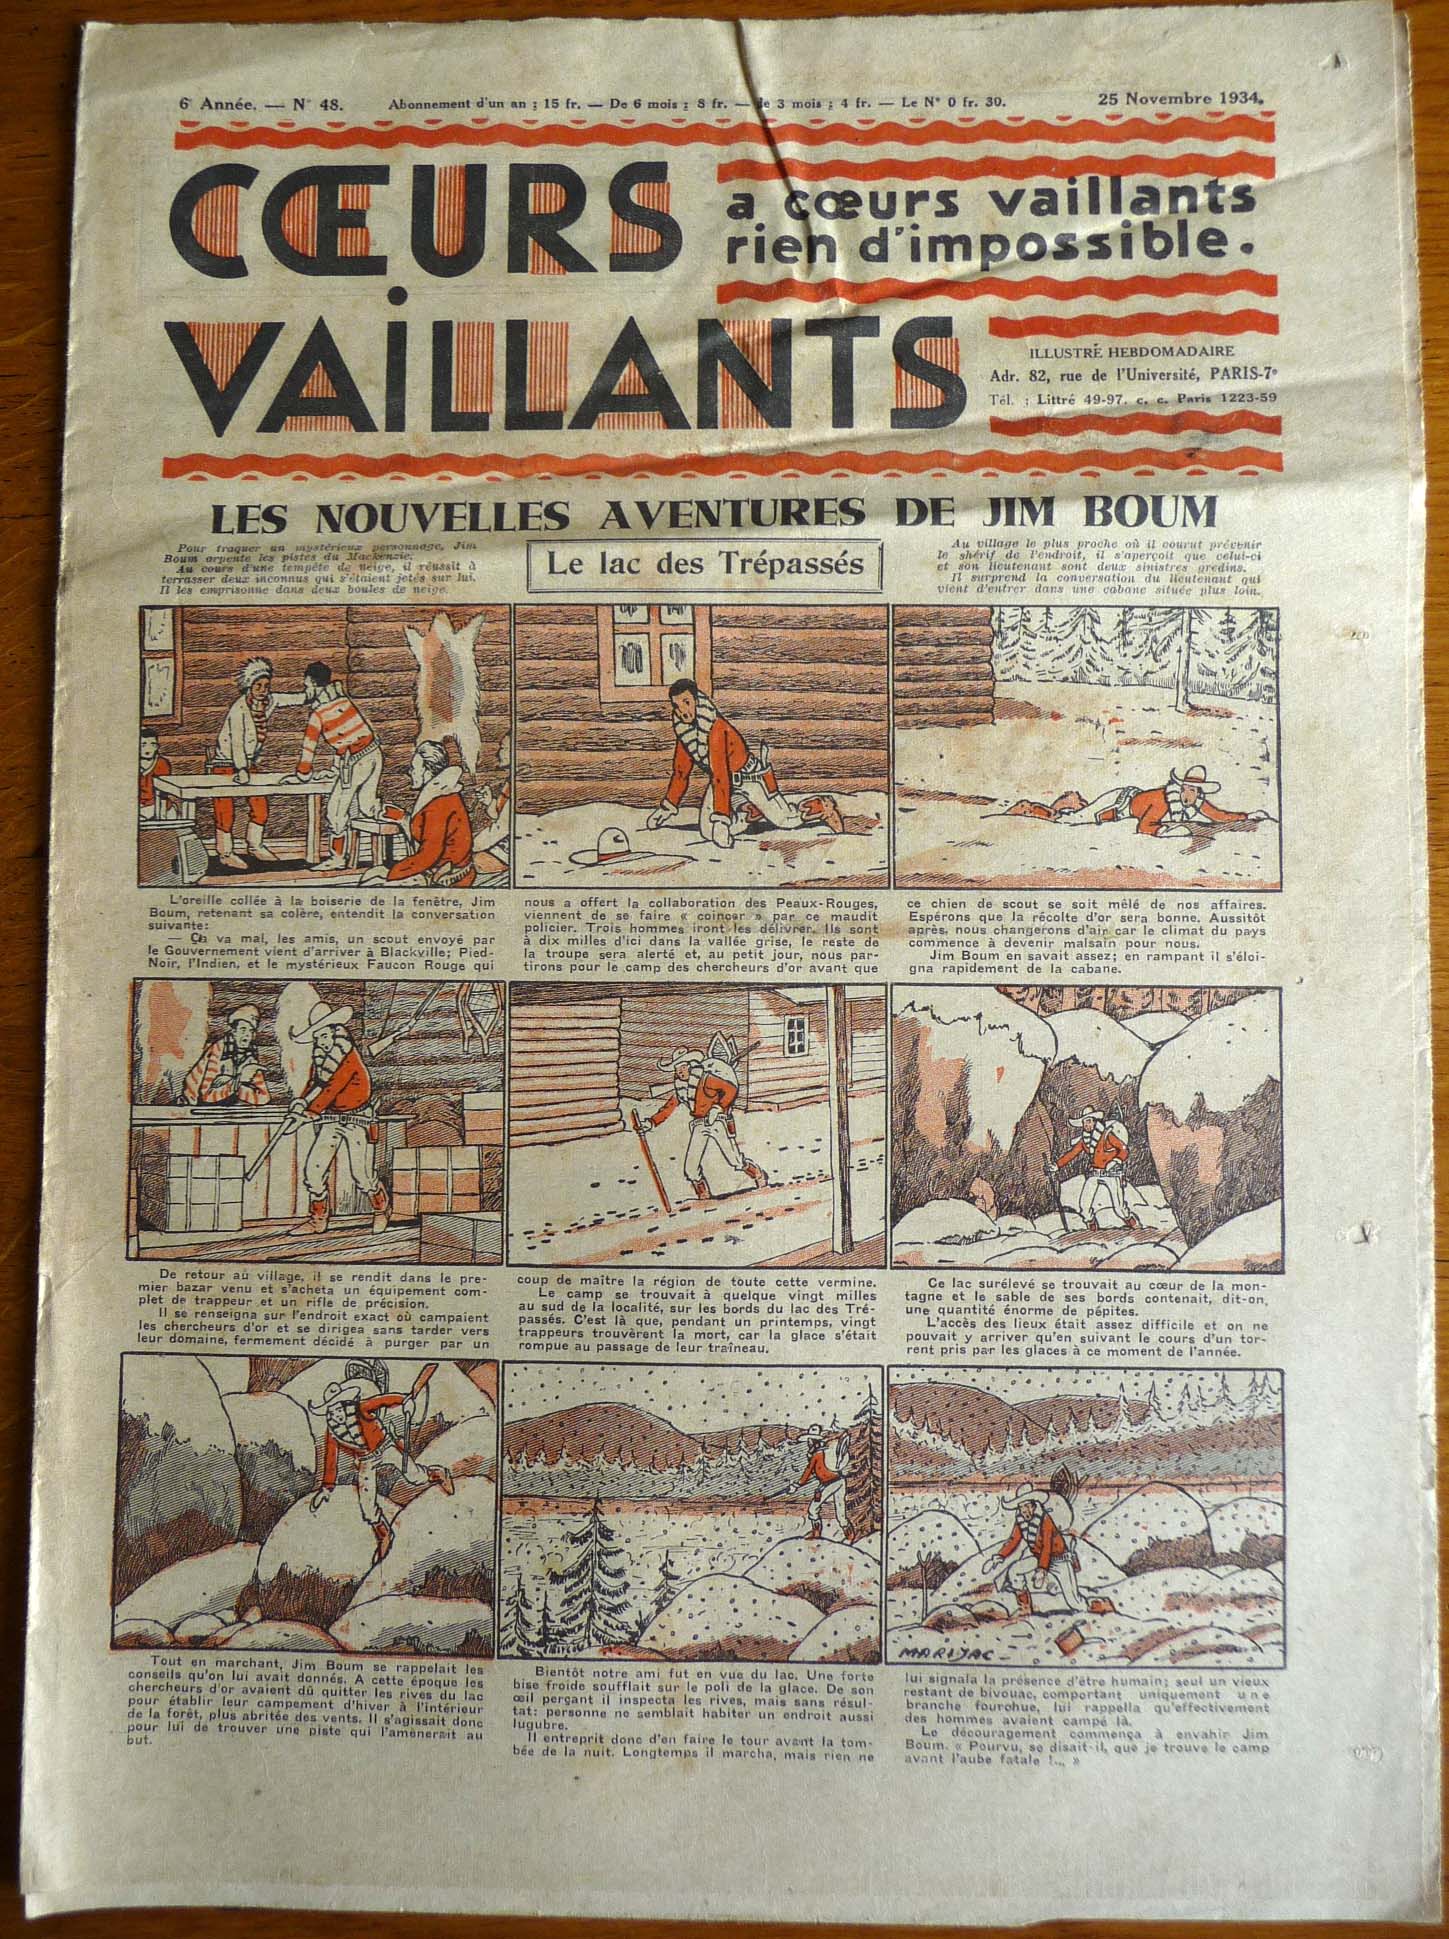 6e Année. — N° 48.
Abonnement d'un an ; 15 fr. — De 6 mois ; 8 fr. — de 3 mois ; 4 fr. — Le N° 0 fr. 30.
25 Novembre 1934.
CŒURS
VAiLLANTS
a cœurs vaillants
rien d'impossible.
ILLUSTRÉ HEBDOMADAIRE
Adr. 82, rue de l'Université, PARIS-7e
Tél. : Littré 49-97. c. c. Paris 1223-59
LES NOUVELLES AVENTURES DE JIM BOUM
Pour traquer un mystérieux personnage, Jim
Boum arpente les pistes du Mackenzie.
Au cours d'une tempête de neige, il réussit à
terrasser deux inconnus qui s'étaient jetés sur lui.
Il les emprisonne dans deux boules de neige.
Le lac des Trépassés
Au village le plus proche où il courut prévenir
le shérif de l'endroit, il s'aperçoit que celui-ci
et son lieutenant sont deux sinistres gredins.
Il surprend la conversation du lieutenant qui
vient d'entrer dans une cabane située plus loin.
L'oreille collée à la boiserie de la fenêtre, Jim
Boum, retenant sa colère, entendit la conversation
suivante:
— Ça va mal, les amis, un scout envoyé par
le Gouvernement vient d'arriver à Blackville; Pied-
Noir, l'Indien, et le mystérieux Faucon Rouge qui
nous a offert la collaboration des Peaux-Rouges,
viennent de se faire « coincer » par ce maudit
policier. Trois hommes iront les délivrer. Ils sont
à dix milles d'ici dans la vallée grise, le reste de
la troupe sera alerté et, au petit jour, nous par-
tirons pour le camp des chercheurs d'or avant que
ce chien de scout se soit mêlé de nos affaires.
Espérons que la récolte d'or sera bonne. Aussitôt
après, nous changerons d'air car le climat du pays
commence à devenir malsain pour nous.
Jim Boum en savait assez; en rampant il s'éloi-
gna rapidement de la cabane.
De retour au village, il se rendit dans le pre-
mier bazar venu et s'acheta un équipement com-
plet de trappeur et un rifle de précision.
Il se renseigna sur l'endroit exact où campaient
les chercheurs d'or et se dirigea sans tarder vers
leur domaine, fermement décidé à purger par un
coup de maître la région de toute cette vermine.
Le camp se trouvait à quelque vingt milles
au sud de la localité, sur les bords du lac des Tré-
passés. C'est là que, pendant un printemps, vingt
trappeurs trouvèrent la mort, car la glace s'était
rompue au passage de leur traîneau.
Ce lac surélevé se trouvait au cœur de la mon-
tagne et le sable de ses bords contenait, dit-on,
une quantité énorme de pépites.
L'accès des lieux était assez difficile et on ne
pouvait y arriver qu'en suivant le cours d'un tor-
rent pris par les glaces à ce moment de l'année.
MARIJAC -
Tout en marchant, Jim Boum se rappelait les
conseils qu'on lui avait donnés. A cette époque les
chercheurs d'or avaient dû quitter les rives du lac
pour établir leur campement d'hiver à l'intérieur
de la forêt, plus abritée des vents. Il s'agissait donc
pour lui de trouver une piste qui l'amènerait au
but.
Bientôt notre ami fut en vue du lac. Une forte
bise froide soufflait sur le poli de la glace. De son
œil perçant il inspecta les rives, mais sans résul-
tat: personne ne semblait habiter un endroit aussi
lugubre.
Il entreprit donc d'en faire le tour avant la tom-
bée de la nuit. Longtemps il marcha, mais rien ne
lui signala la présence d'être humain; seul un vieux
restant de bivouac, comportant uniquement une
branche fourchue, lui rappella qu'effectivement
des hommes avaient campé là.
Le découragement commença à envahir Jim
Boum. « Pourvu, se disait-il, que je trouve le camp
avant l'aube fatale !... »